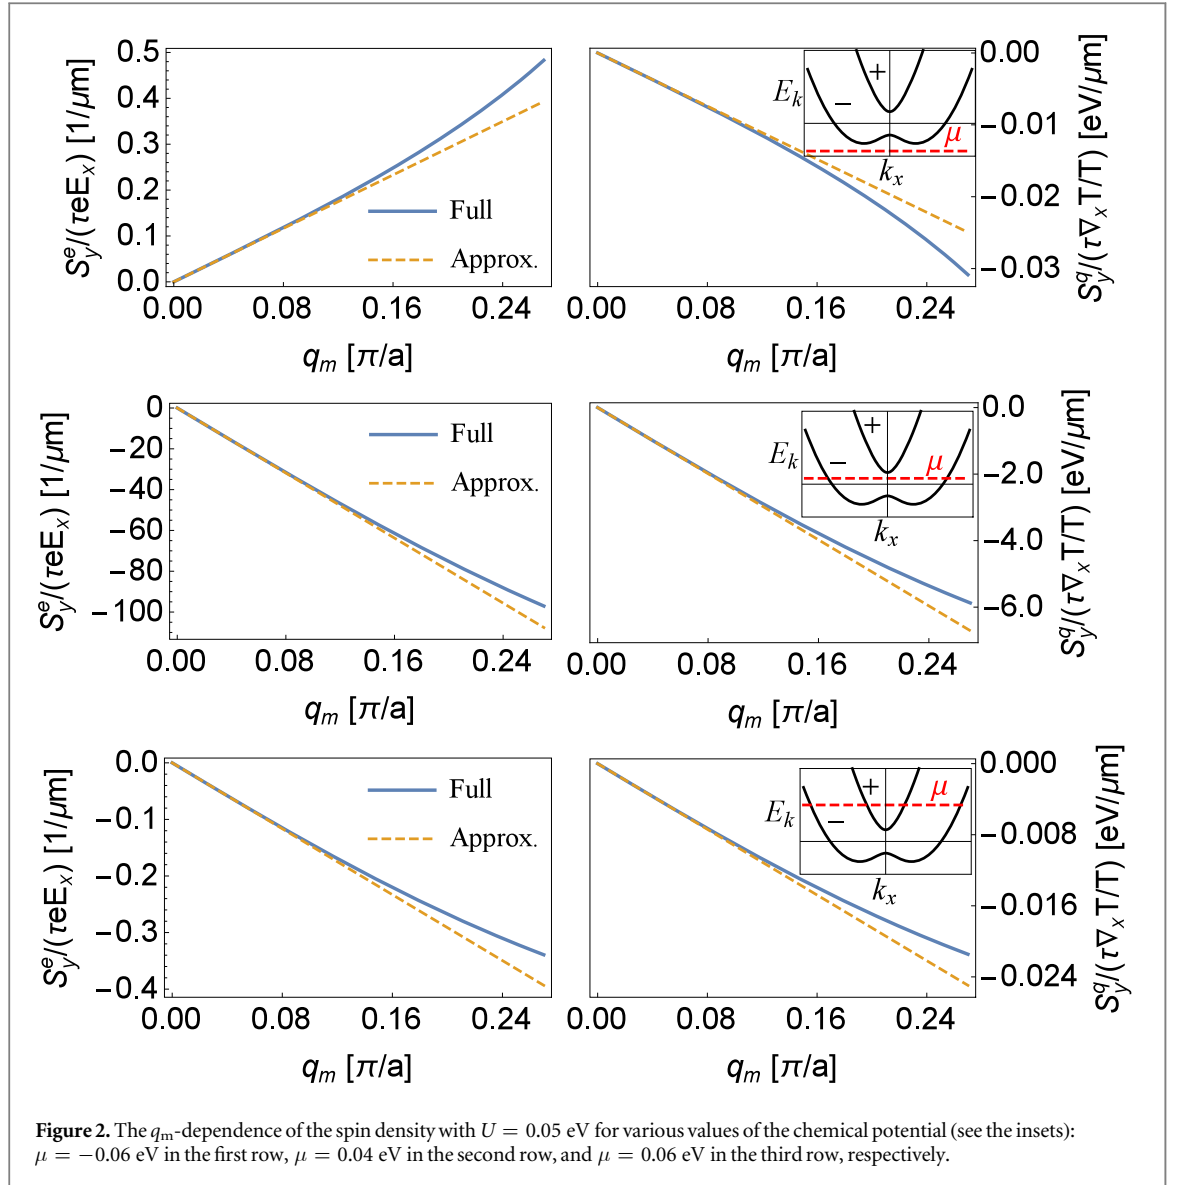 S_y^e/(τeE_x) [1/μm]
0.5
0.4
0.3
0.2
0.1
0.0
Full
Approx.
0.00 0.08 0.16 0.24
q_m [π/a]
E_k
+
−
μ
k_x
0.00
−0.01
−0.02
−0.03
S_y^q/(τ∇_xT/T) [eV/μm]
0.00 0.08 0.16 0.24
q_m [π/a]
S_y^e/(τeE_x) [1/μm]
0
−20
−40
−60
−80
−100
Full
Approx.
0.00 0.08 0.16 0.24
q_m [π/a]
E_k
+
−
μ
k_x
0.0
−2.0
−4.0
−6.0
S_y^q/(τ∇_xT/T) [eV/μm]
0.00 0.08 0.16 0.24
q_m [π/a]
S_y^e/(τeE_x) [1/μm]
0.0
−0.1
−0.2
−0.3
−0.4
Full
Approx.
0.00 0.08 0.16 0.24
q_m [π/a]
E_k
+
−
μ
k_x
0.000
−0.008
−0.016
−0.024
S_y^q/(τ∇_xT/T) [eV/μm]
0.00 0.08 0.16 0.24
q_m [π/a]
Figure 2. The q_m-dependence of the spin density with U = 0.05 eV for various values of the chemical potential (see the insets):
μ = −0.06 eV in the first row, μ = 0.04 eV in the second row, and μ = 0.06 eV in the third row, respectively.